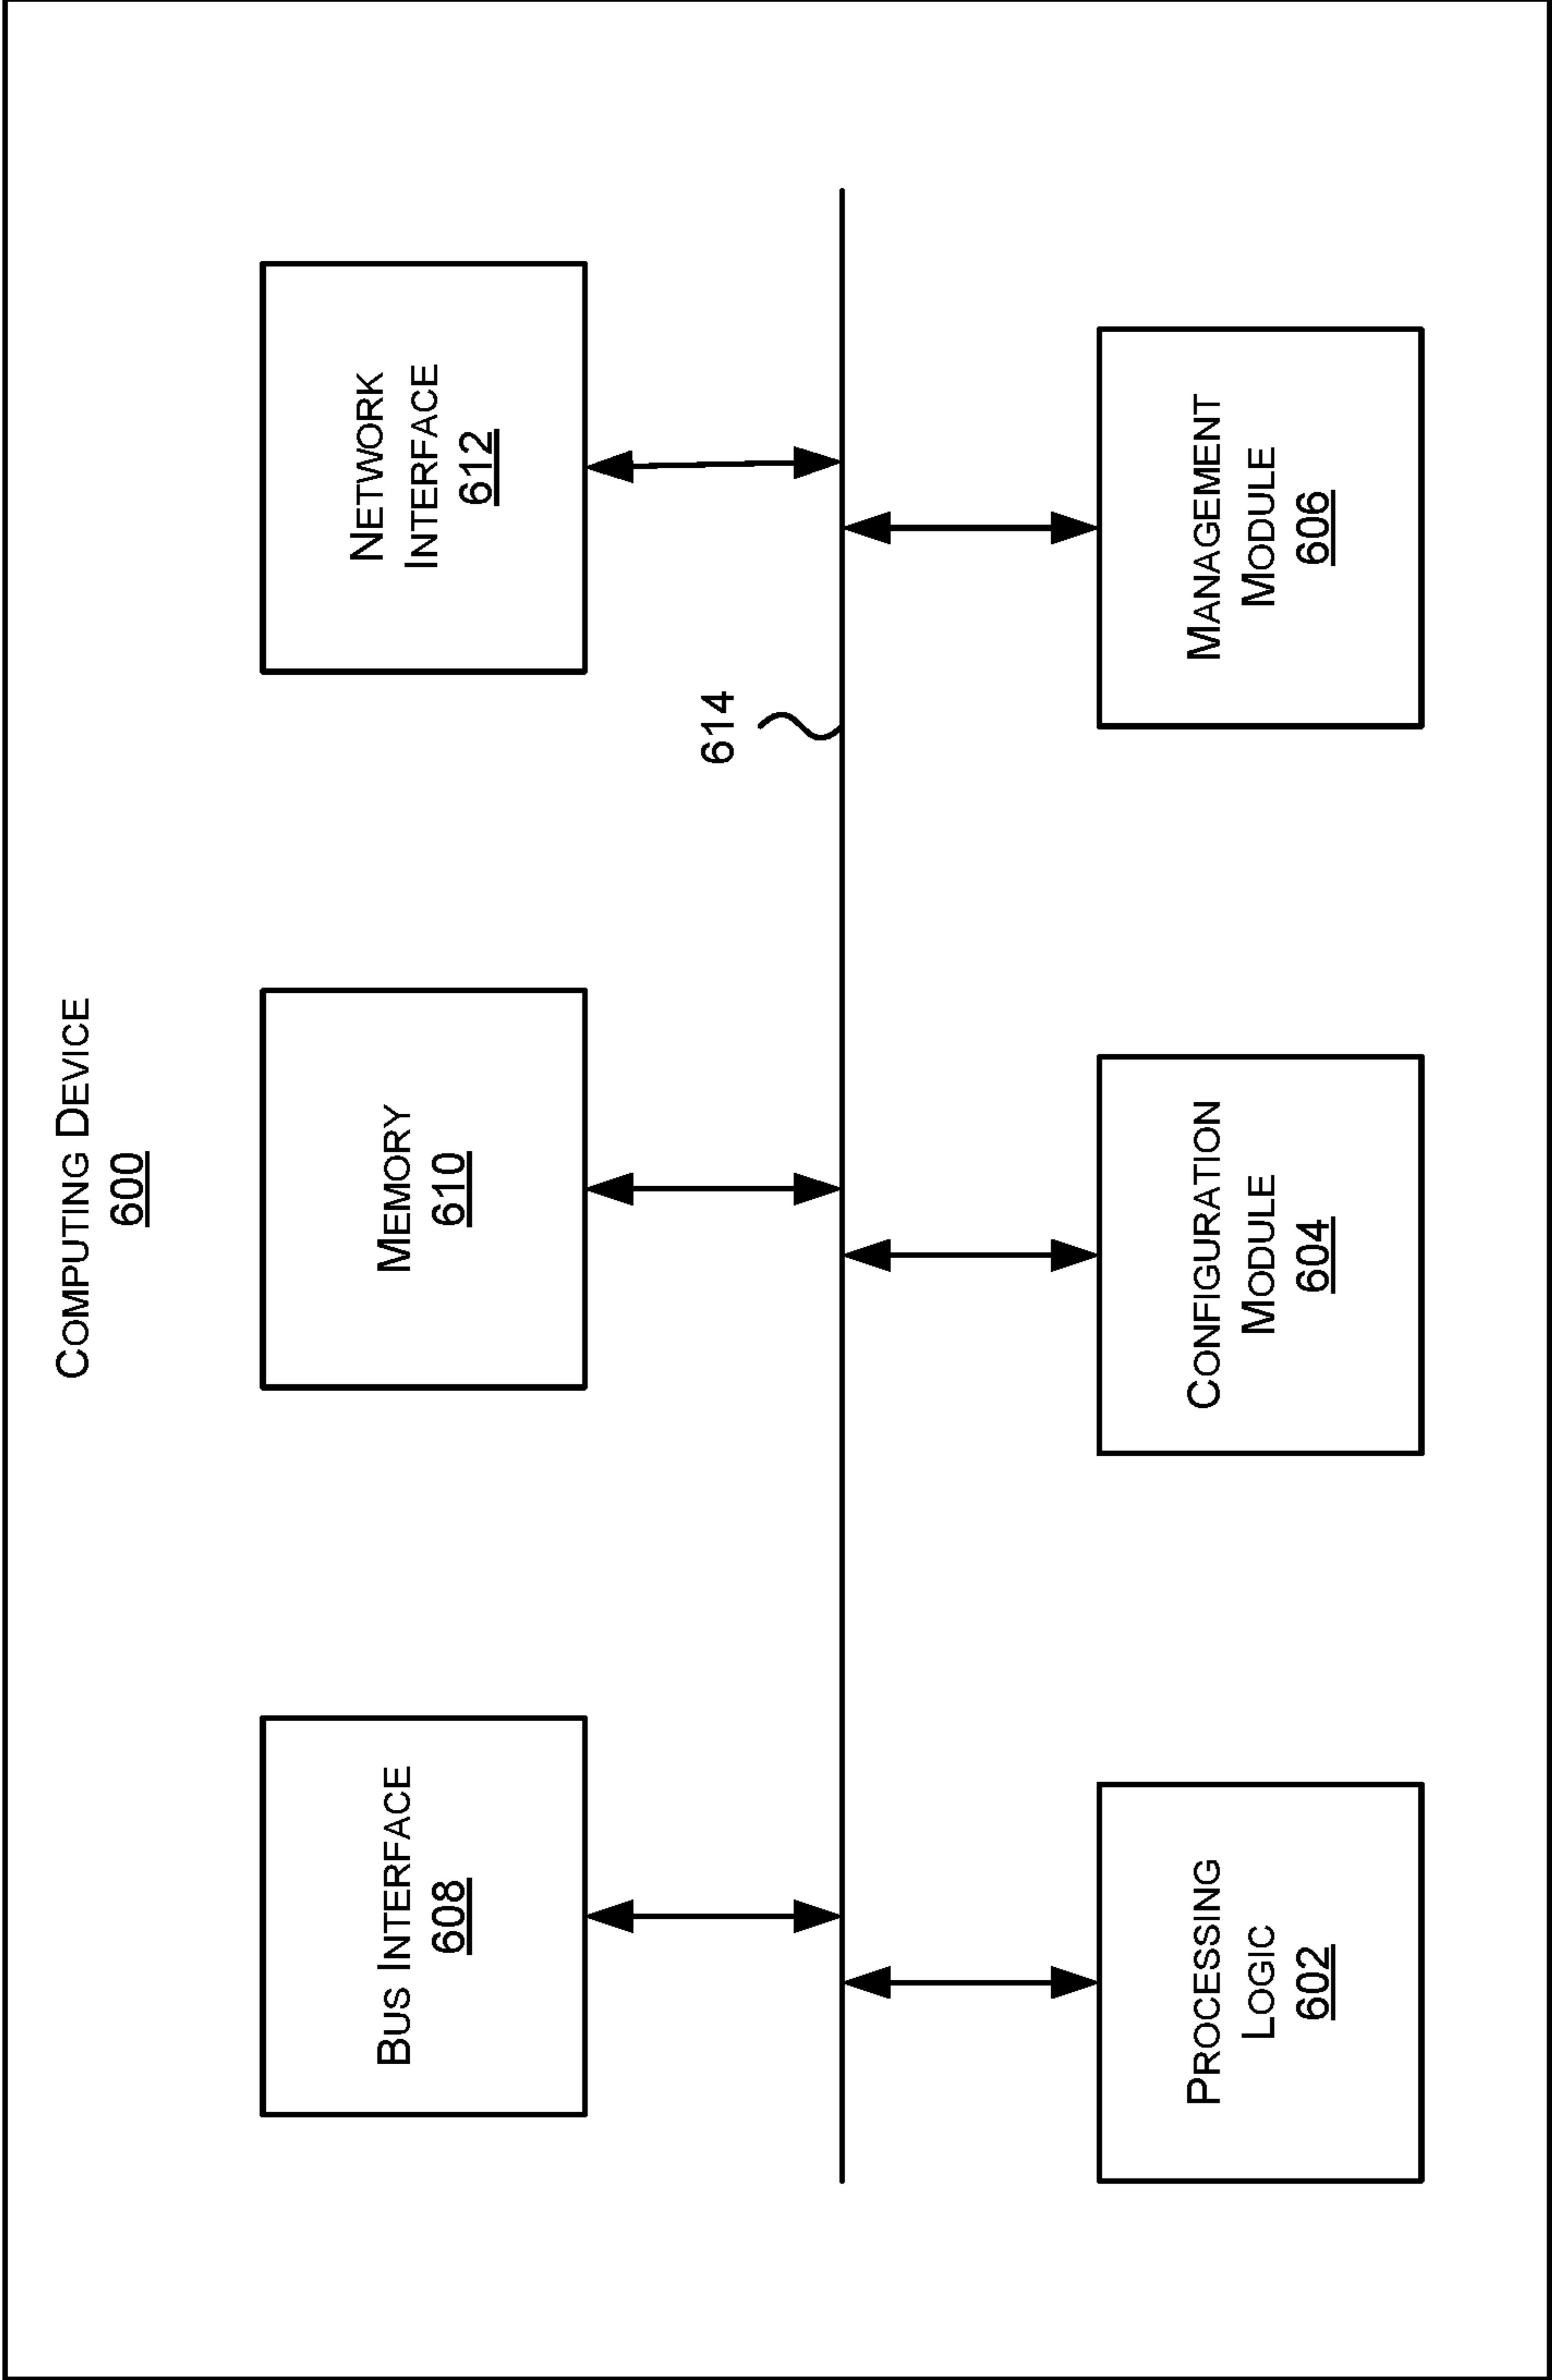 COMPUTING DEVICE
600
BUS INTERFACE
608
MEMORY
610
NETWORK
INTERFACE
612
614
PROCESSING
LOGIC
602
CONFIGURATION
MODULE
604
MANAGEMENT
MODULE
606